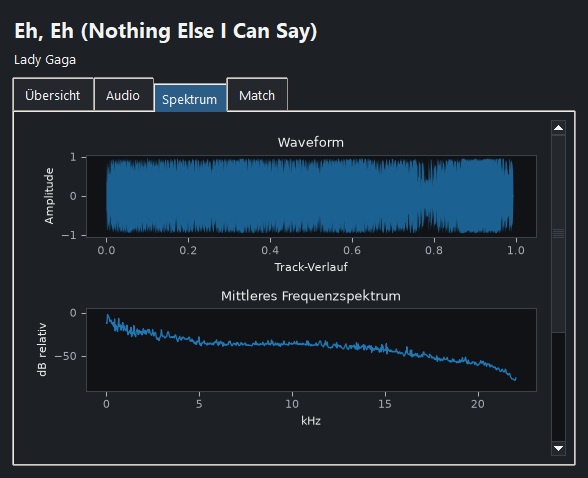 Eh, Eh (Nothing Else I Can Say)
Lady Gaga
Übersicht Audio Spektrum Match
Waveform
Amplitude
1
0
−1
0.0 0.2 0.4 0.6 0.8 1.0
Track-Verlauf
Mittleres Frequenzspektrum
dB relativ
0
−50
0 5 10 15 20
kHz